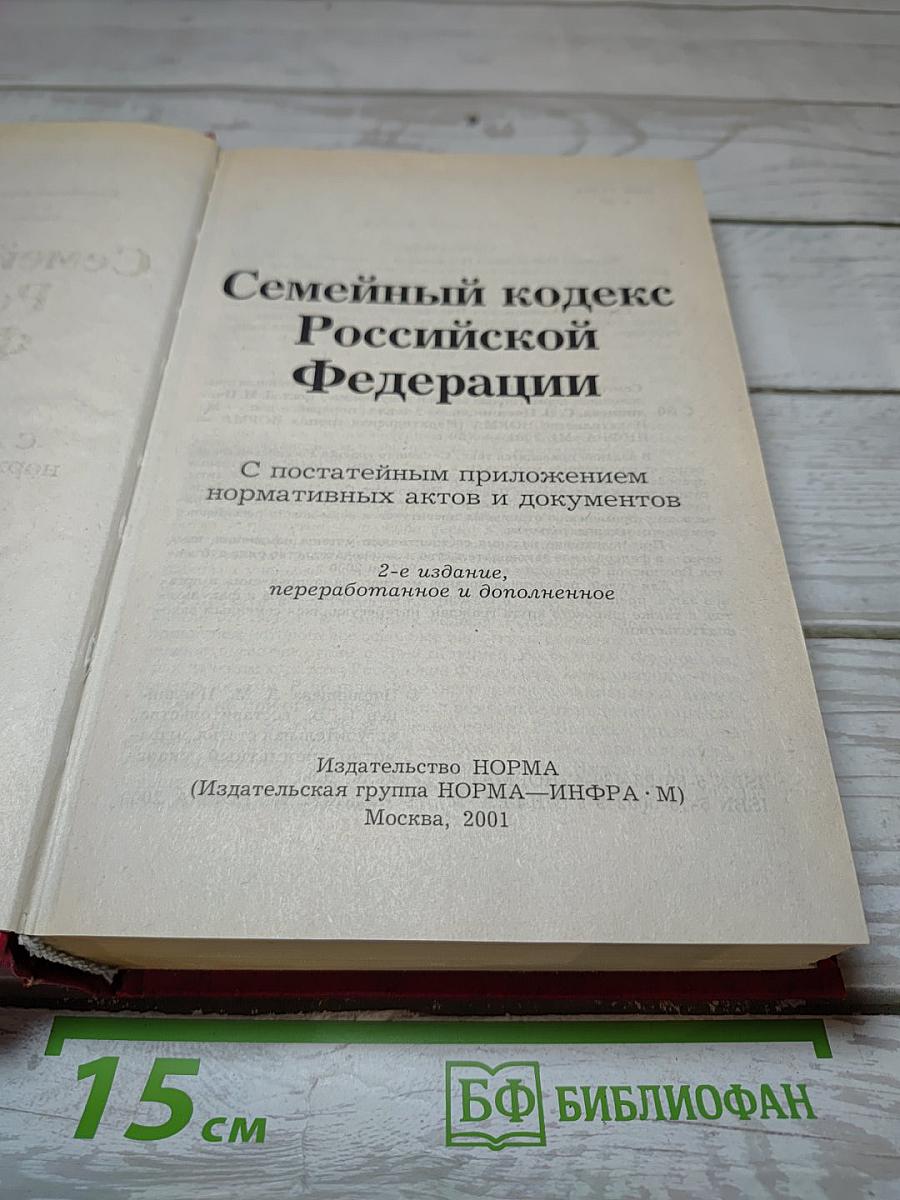 Семейный кодекс
Российской
Федерации
С постатейным приложением
нормативных актов и документов
2-е издание,
переработанное и дополненное
Издательство НОРМА
(Издательская группа НОРМА—ИНФРА · М)
Москва, 2001
15 см
БФ БИБЛИОФАН